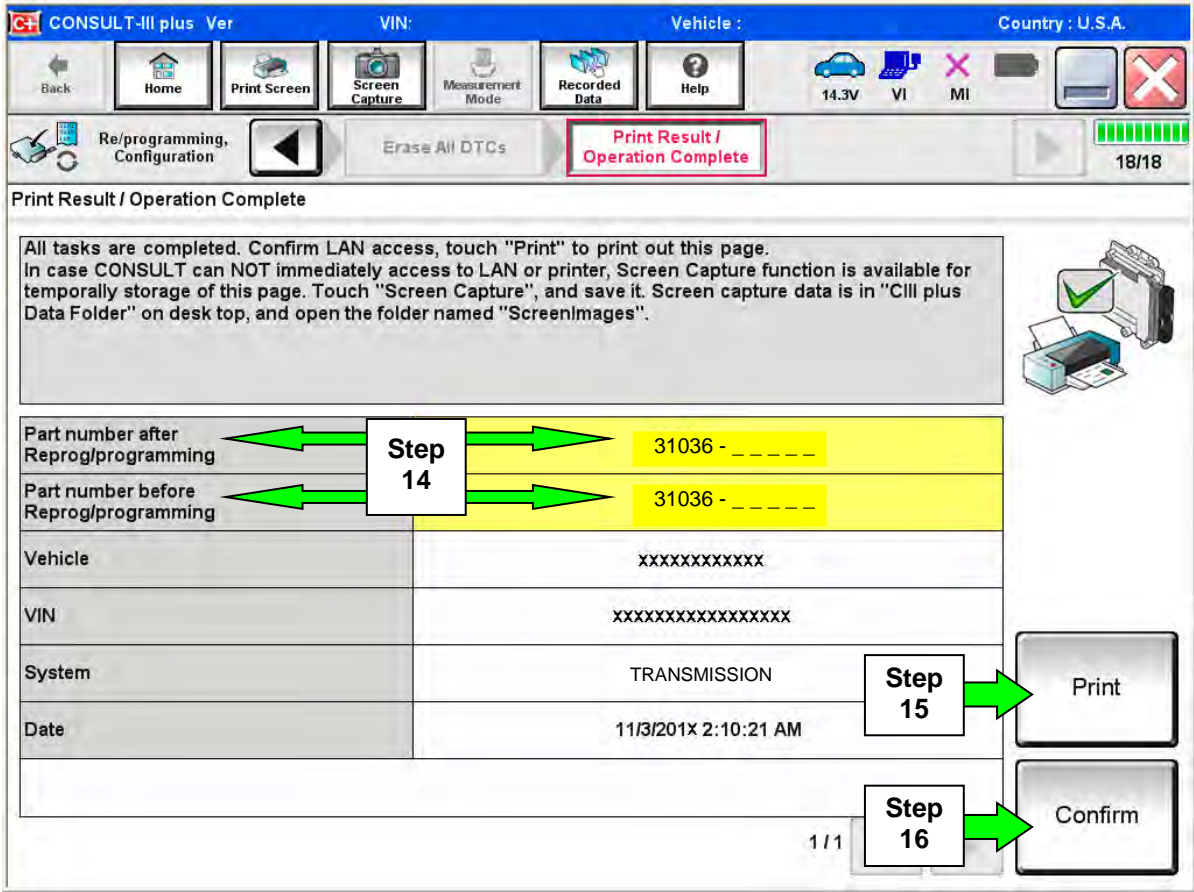 C+ CONSULT-III plus Ver VIN: Vehicle : Country : U.S.A.
Back Home Print Screen Screen Capture Measurement Mode Recorded Data Help 14.3V VI MI
Re/programming, Configuration Erase All DTCs Print Result / Operation Complete 18/18
Print Result / Operation Complete
All tasks are completed. Confirm LAN access, touch "Print" to print out this page.
In case CONSULT can NOT immediately access to LAN or printer, Screen Capture function is available for
temporally storage of this page. Touch "Screen Capture", and save it. Screen capture data is in "CIII plus
Data Folder" on desk top, and open the folder named "ScreenImages".
Part number after
Reprog/programming
31036 - _ _ _ _ _
Step
14
Part number before
Reprog/programming
31036 - _ _ _ _ _
Vehicle xxxxxxxxxxxx
VIN xxxxxxxxxxxxxxxxx
System TRANSMISSION
Step
15
Print
Date 11/3/201X 2:10:21 AM
Step
16
Confirm
1/1